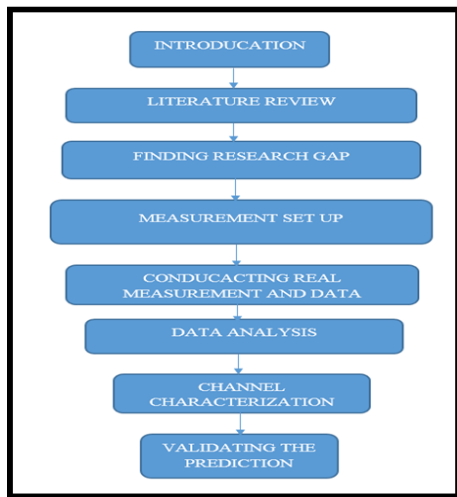 INTRODUCATION
LITERATURE REVIEW
FINDING RESEARCH GAP
MEASUREMENT SET UP
CONDUCACTING REAL
MEASUREMENT AND DATA
DATA ANALYSIS
CHANNEL
CHARACTERIZATION
VALIDATING THE
PREDICTION